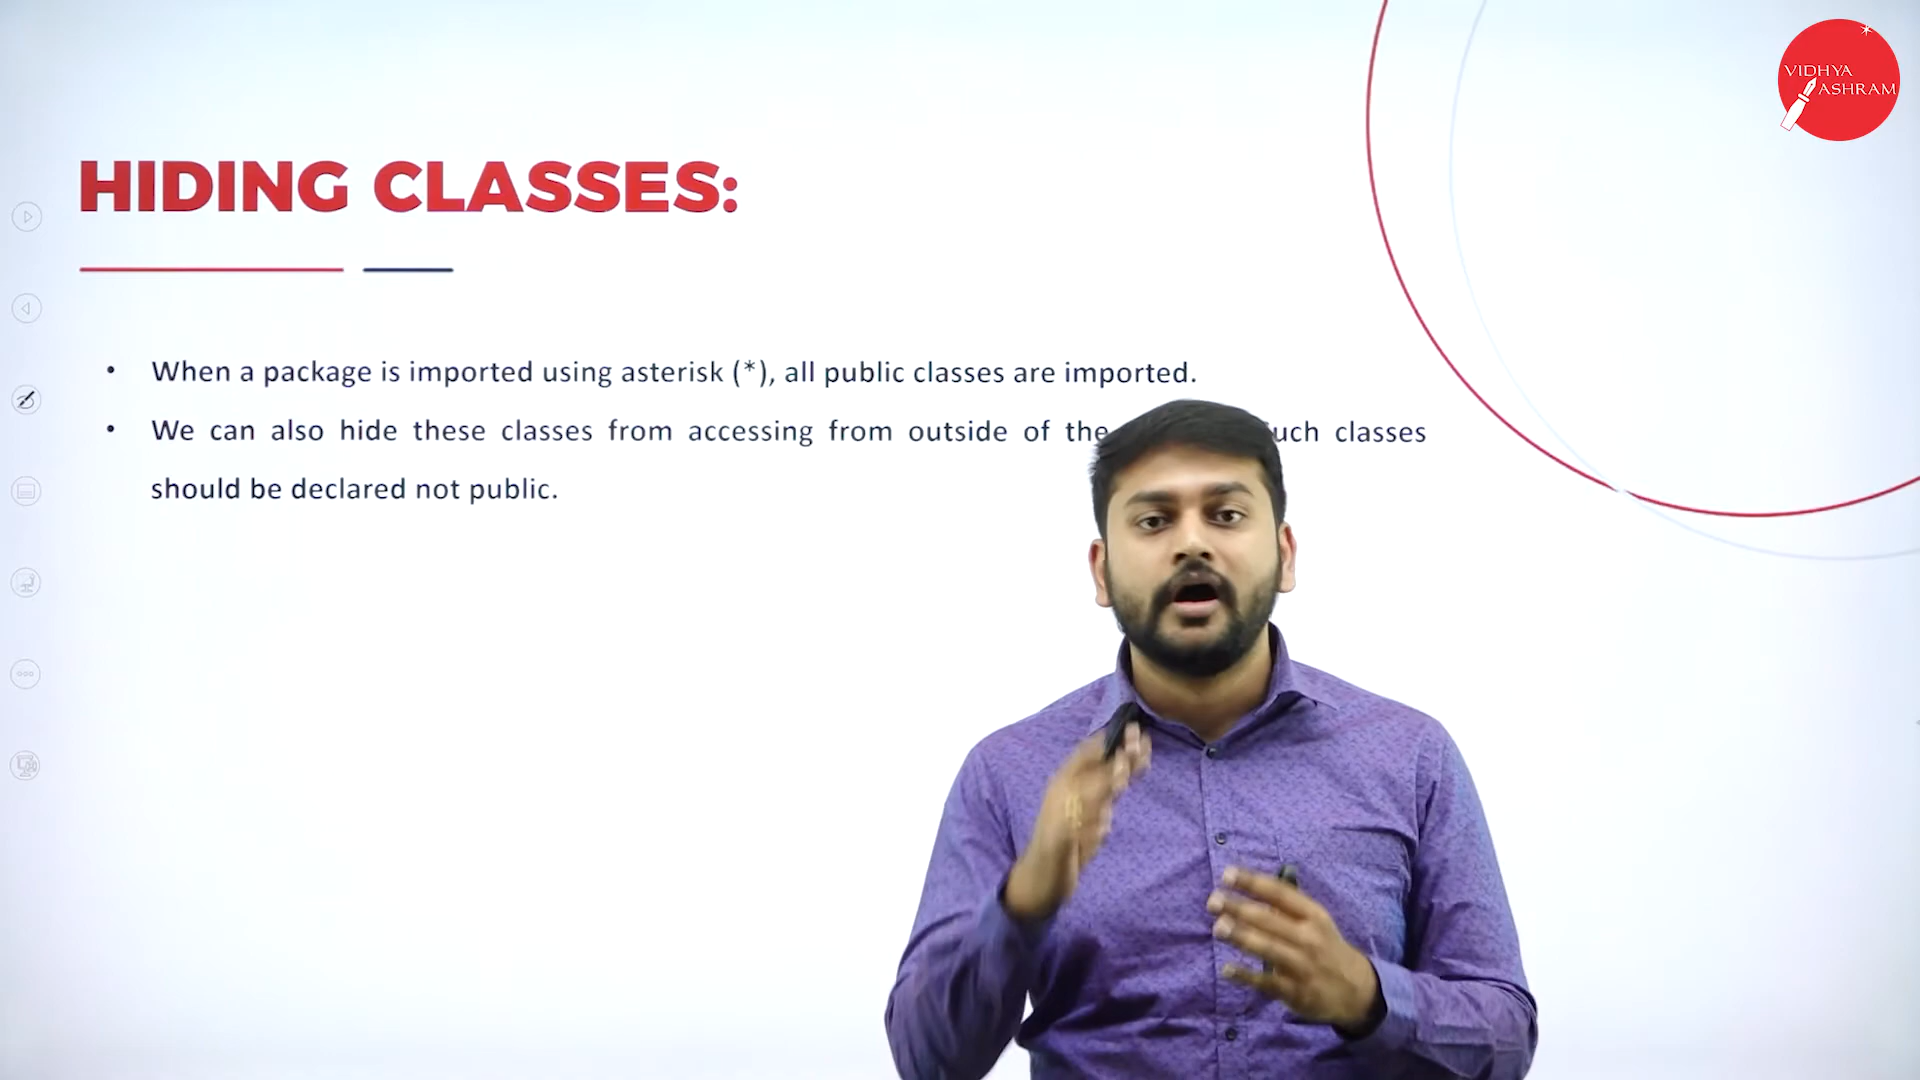 VIDHYA
ASHRAM
HIDING CLASSES:
• When a package is imported using asterisk (*), all public classes are imported.
• We can also hide these classes from accessing from outside of the uch classes
should be declared not public.